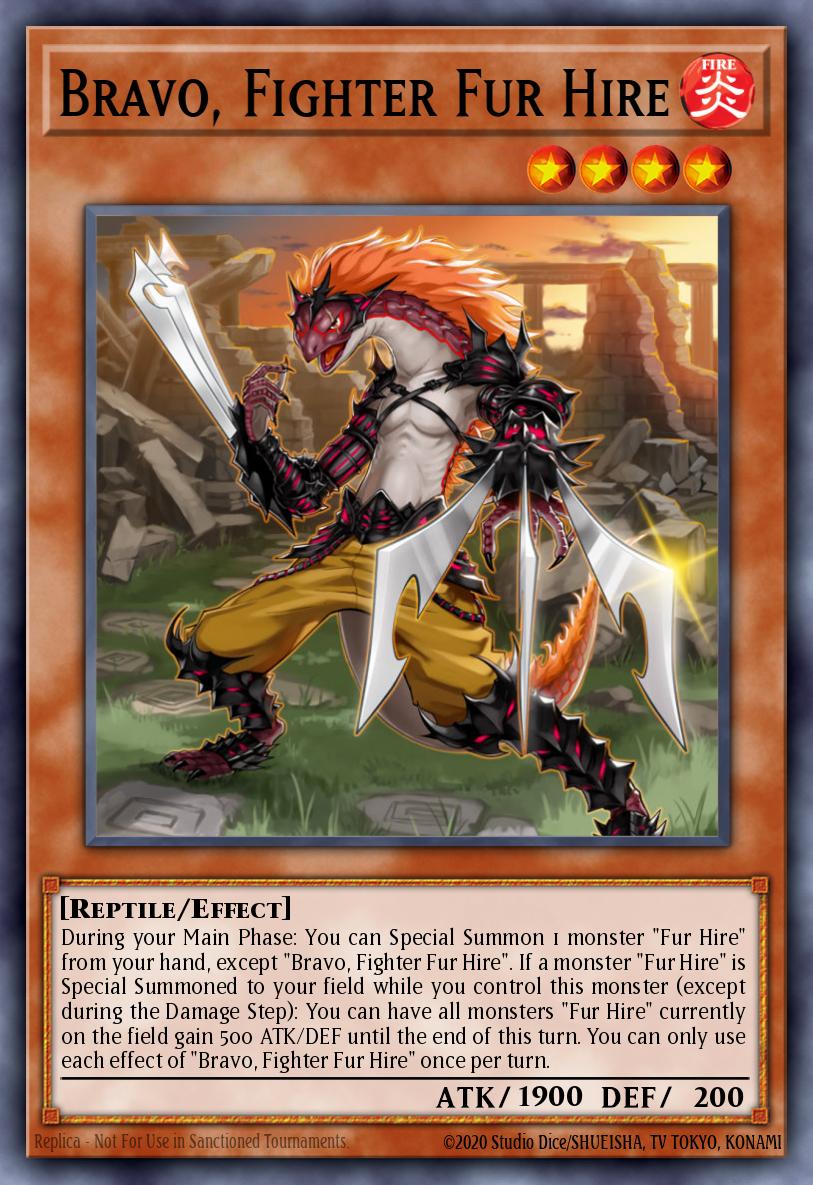 Bravo, Fighter Fur Hire
FIRE
炎
[Reptile/Effect]
During your Main Phase: You can Special Summon 1 monster "Fur Hire"
from your hand, except "Bravo, Fighter Fur Hire". If a monster "Fur Hire" is
Special Summoned to your field while you control this monster (except
during the Damage Step): You can have all monsters "Fur Hire" currently
on the field gain 500 ATK/DEF until the end of this turn. You can only use
each effect of "Bravo, Fighter Fur Hire" once per turn.
ATK/ 1900 DEF/ 200
Replica - Not For Use in Sanctioned Tournaments.
©2020 Studio Dice/SHUEISHA, TV TOKYO, KONAMI